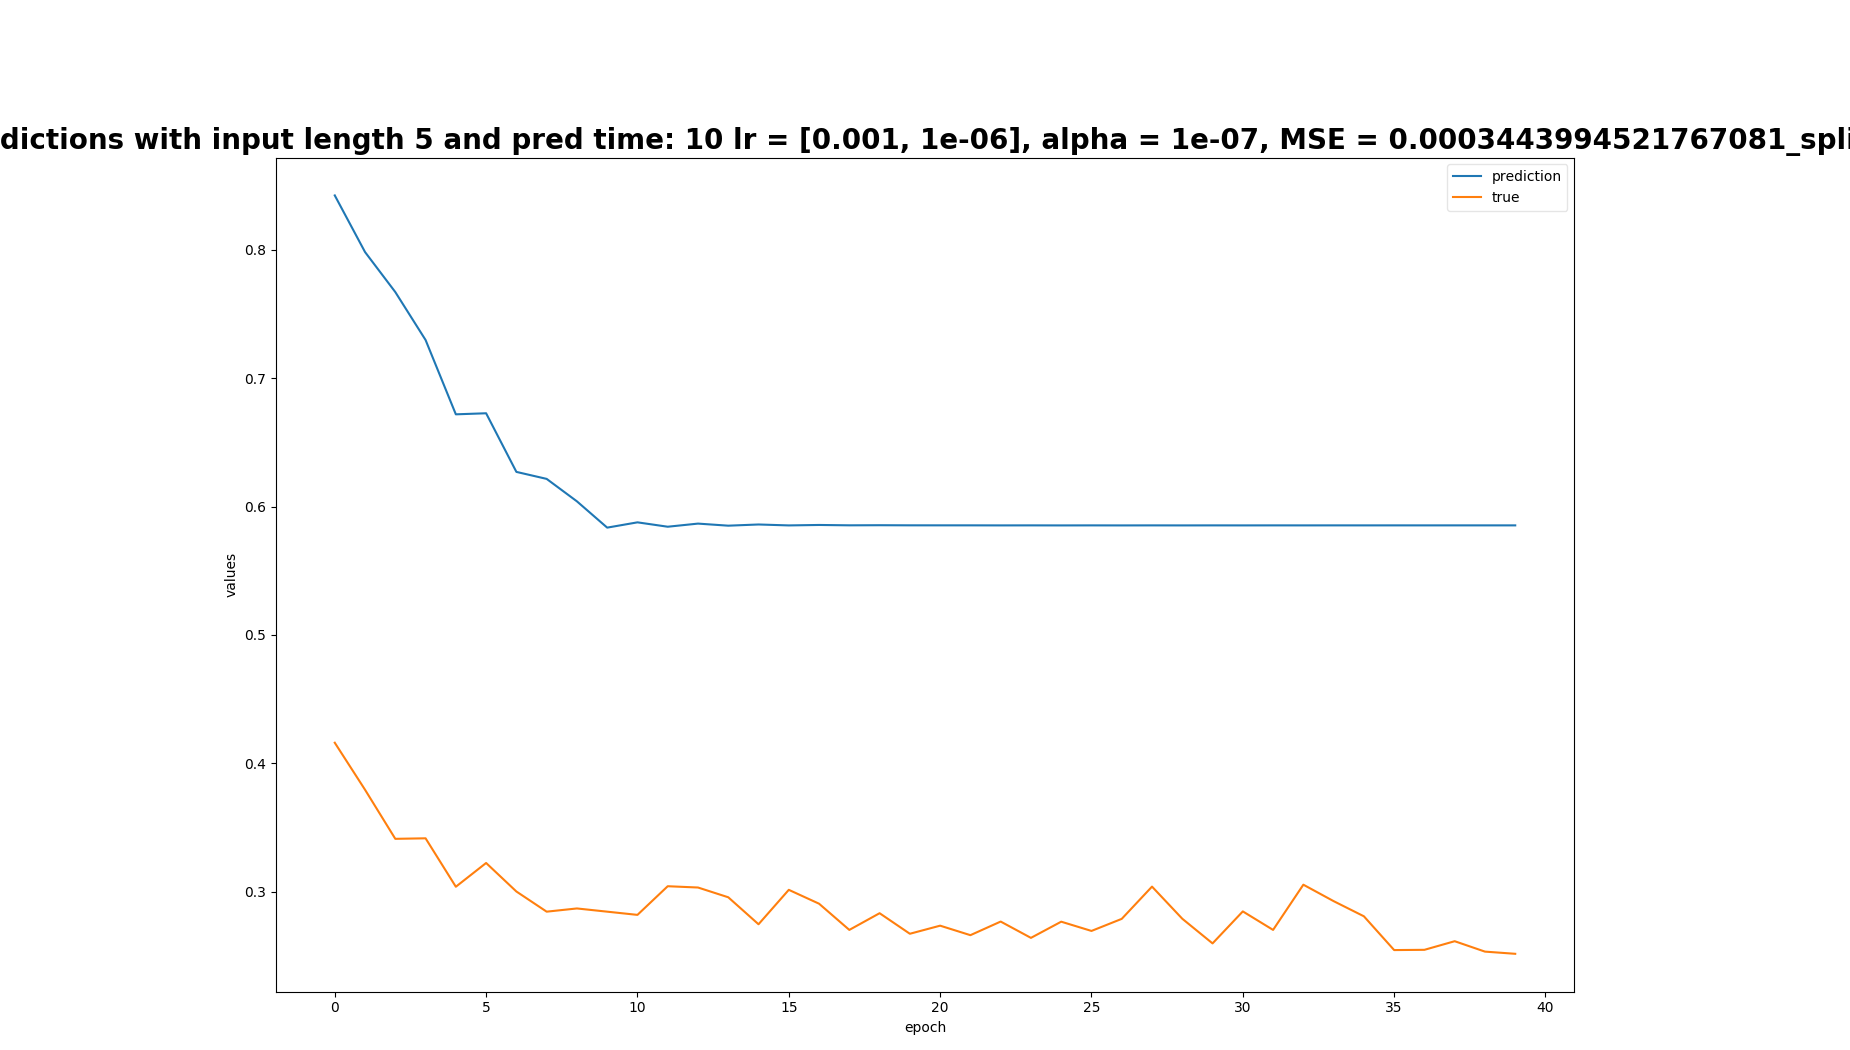 dictions with input length 5 and pred time: 10 lr = [0.001, 1e-06], alpha = 1e-07, MSE = 0.0003443994521767081_spli
prediction
true
0.8
0.7
0.6
0.5
0.4
0.3
values
0 5 10 15 20 25 30 35 40
epoch